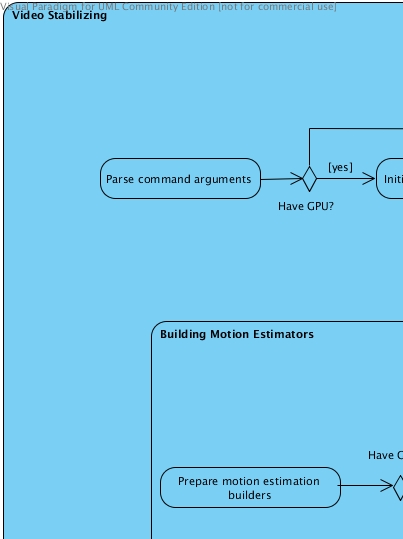 Visual Paradigm for UML Community Edition [not for commercial use]
Video Stabilizing
Parse command arguments
[yes]
Initi
Have GPU?
Building Motion Estimators
Have C
Prepare motion estimation
builders